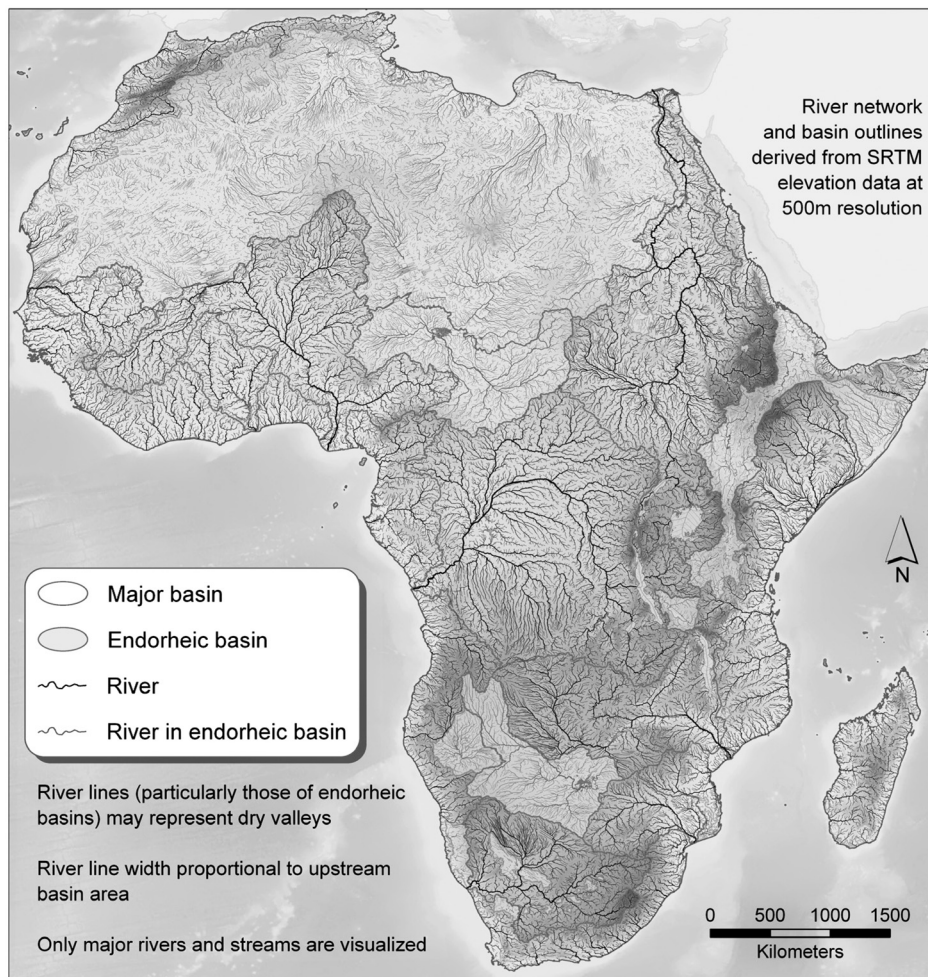 River network
and basin outlines
derived from SRTM
elevation data at
500m resolution
N
Major basin
Endorheic basin
River
River in endorheic basin
River lines (particularly those of endorheic
basins) may represent dry valleys
River line width proportional to upstream
basin area
Only major rivers and streams are visualized
0 500 1000 1500
Kilometers